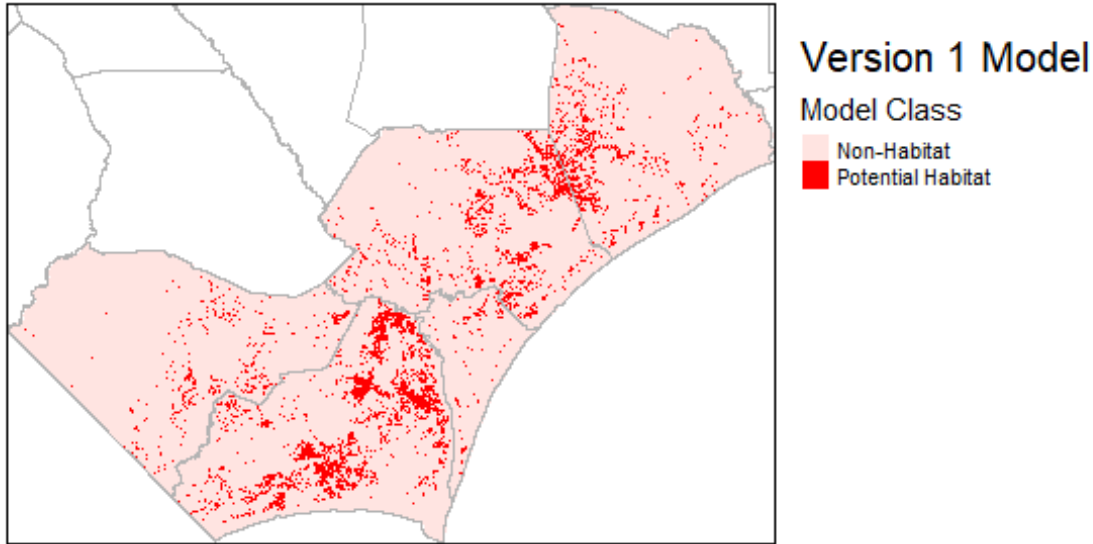 Version 1 Model
Model Class
Non-Habitat
Potential Habitat